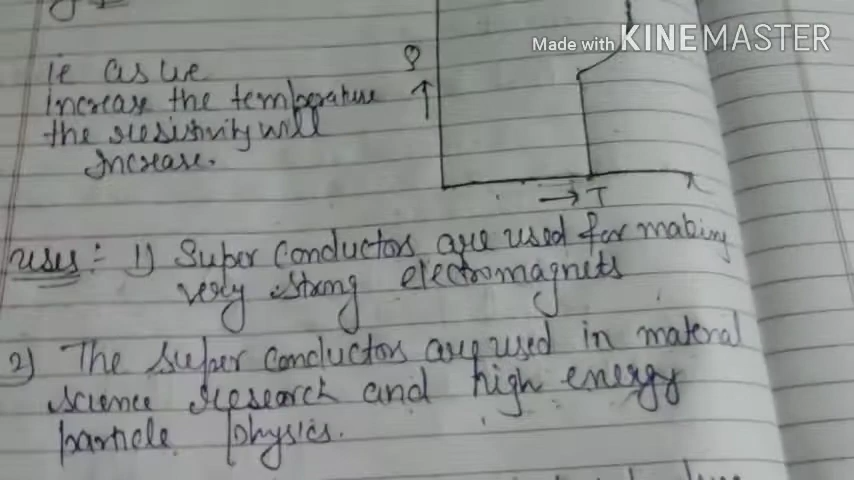 Made with KINEMASTER
ie as we
increase the temperature
the resistivity will
increase.
ρ
↑
→ T
uses :- 1) Super conductors are used for making
very strong electromagnets
2) The super conductors are used in material
science research and high energy
particle physics.